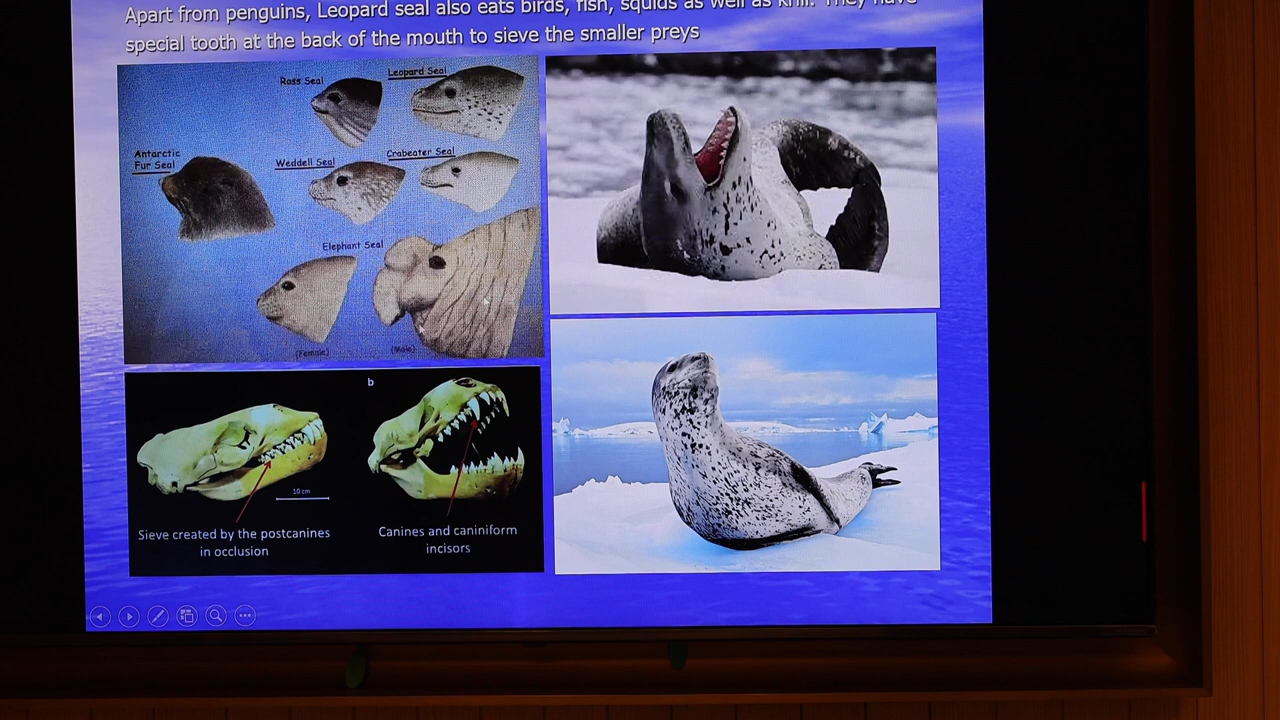 Apart from penguins, Leopard seal also eats birds, fish, squids as well as krill. They have
special tooth at the back of the mouth to sieve the smaller preys
Ross Seal
Leopard Seal
Antarctic
Fur Seal
Weddell Seal
Crabeater Seal
Elephant Seal
(Female)
(Male)
b
10 cm
Sieve created by the postcanines
in occlusion
Canines and caniniform
incisors